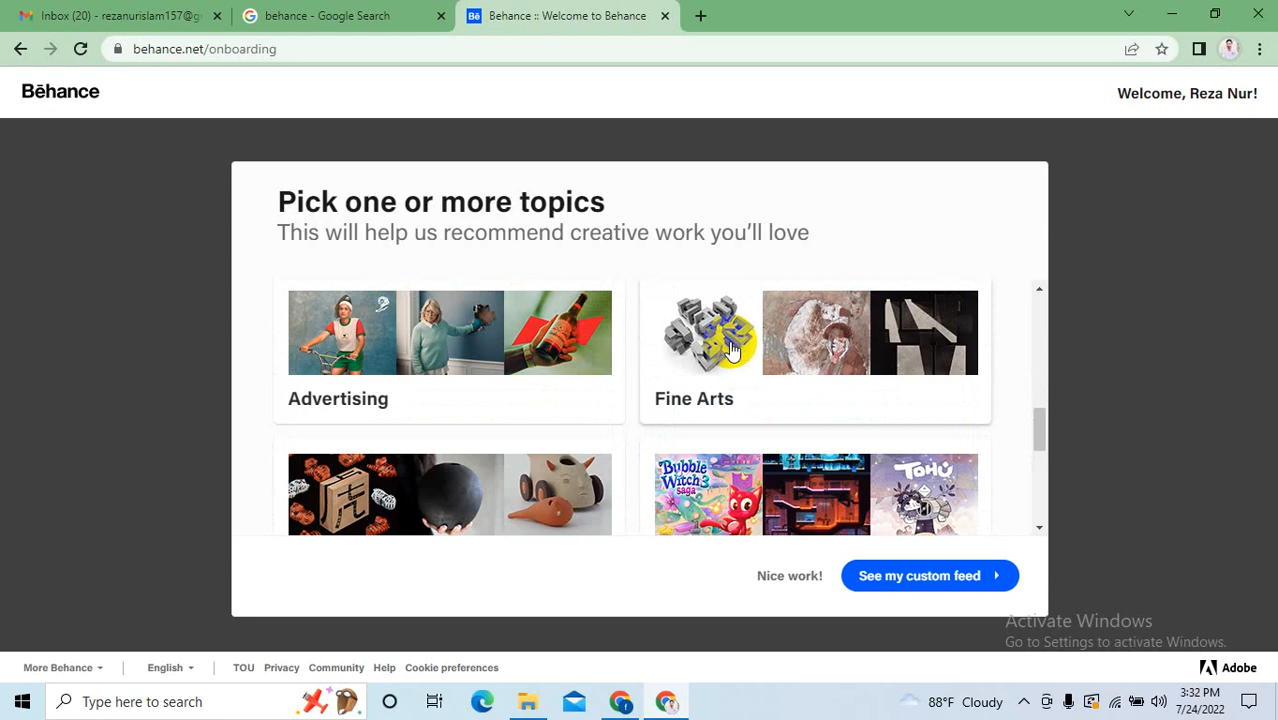 Inbox (20) - rezanurislam157@g
behance - Google Search
Bē
Behance :: Welcome to Behance
behance.net/onboarding
Bēhance
Welcome, Reza Nur!
Pick one or more topics
This will help us recommend creative work you'll love
Advertising
Fine Arts
Bubble
Witch 3
saga
TOHU
Nice work!
See my custom feed
Activate Windows
Go to Settings to activate Windows.
More Behance
English
TOU
Privacy
Community
Help
Cookie preferences
Adobe
Type here to search
88°F Cloudy
3:32 PM
7/24/2022